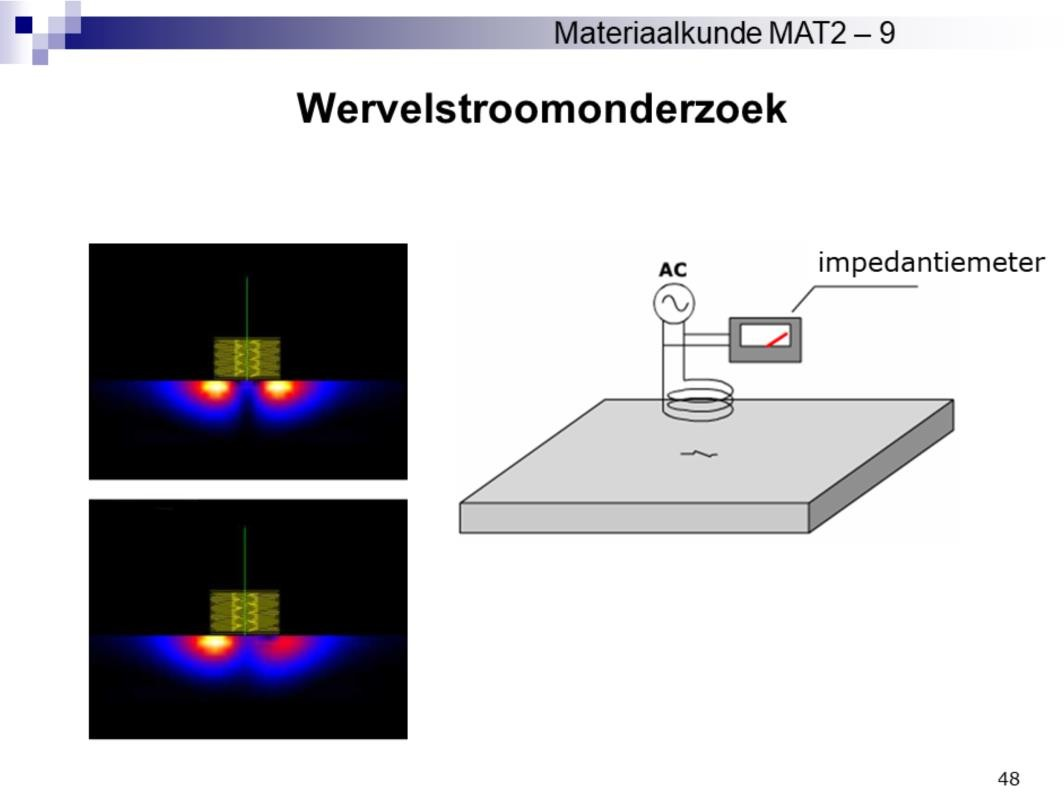 Materiaalkunde MAT2 – 9
Wervelstroomonderzoek
AC
impedantiemeter
48